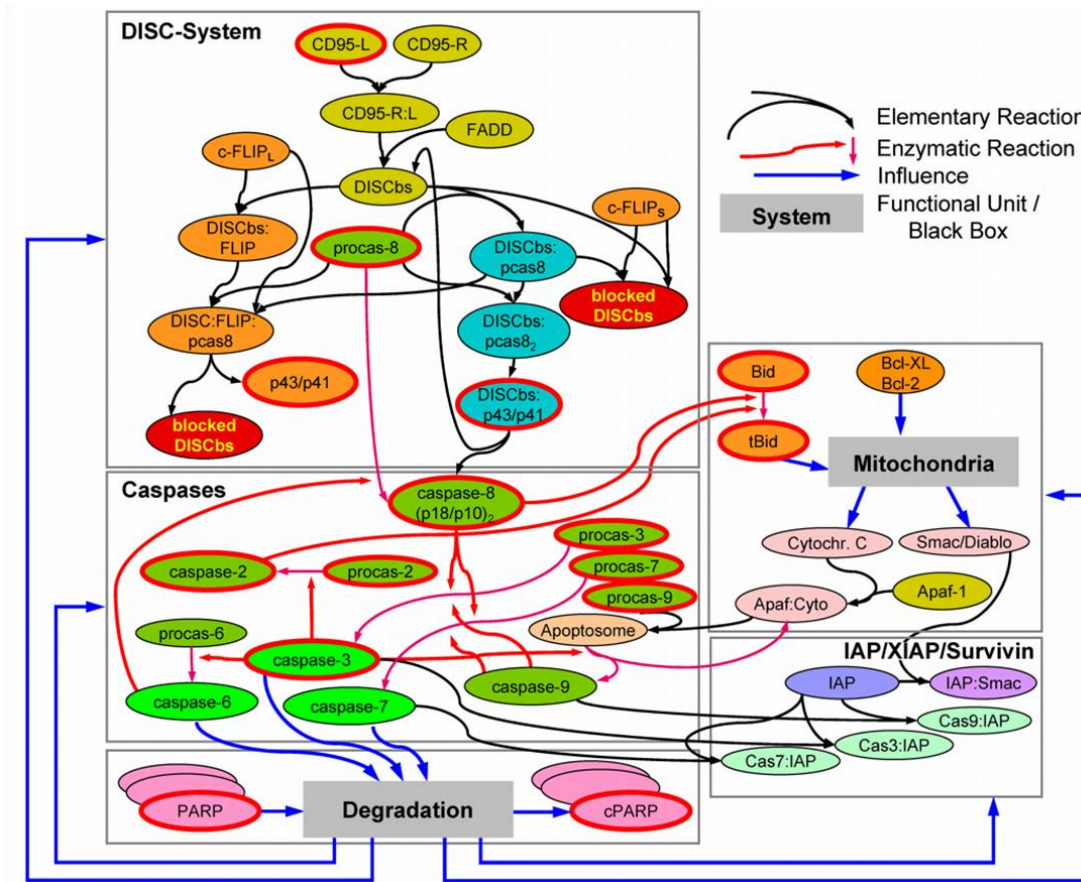 DISC-System
CD95-L
CD95-R
CD95-R:L
FADD
c-FLIPL
DISCbs
c-FLIPS
DISCbs:
FLIP
procas-8
DISCbs:
pcas8
blocked
DISCbs
DISC:FLIP:
pcas8
DISCbs:
pcas82
p43/p41
DISCbs:
p43/p41
blocked
DISCbs
Elementary Reaction
Enzymatic Reaction
Influence
System
Functional Unit /
Black Box
Bid
Bcl-XL
Bcl-2
tBid
Mitochondria
Cytochr. C
Smac/Diablo
Apaf:Cyto
Apaf-1
Caspases
caspase-8
(p18/p10)2
procas-3
caspase-2
procas-2
procas-7
procas-9
procas-6
Apoptosome
caspase-3
caspase-6
caspase-7
caspase-9
IAP/XIAP/Survivin
IAP
IAP:Smac
Cas9:IAP
Cas3:IAP
Cas7:IAP
PARP
Degradation
cPARP